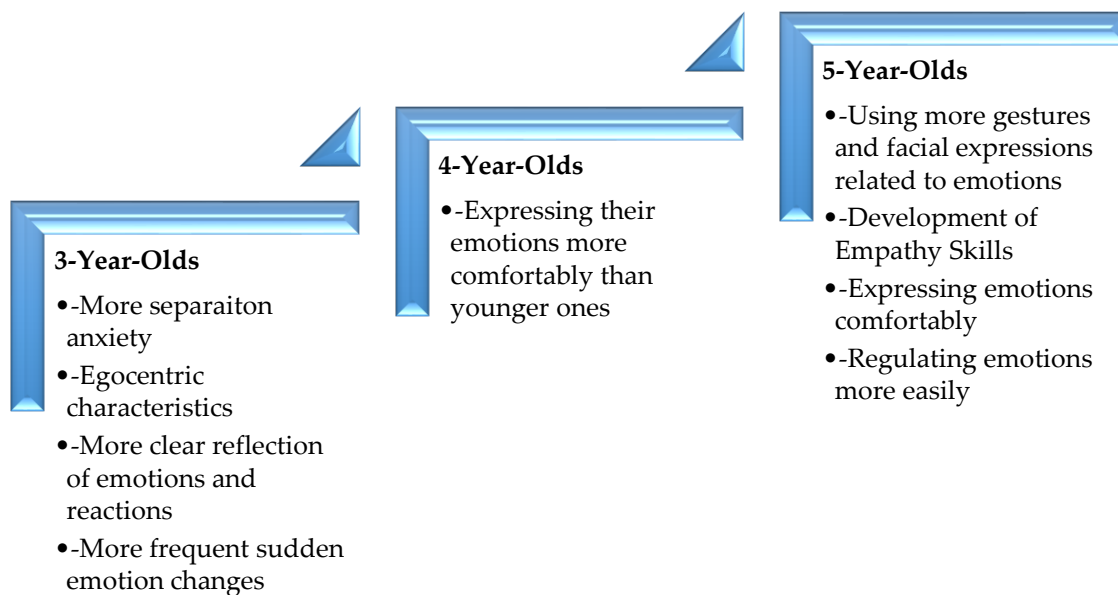 3-Year-Olds
•-More separaiton
anxiety
•-Egocentric
characteristics
•-More clear reflection
of emotions and
reactions
•-More frequent sudden
emotion changes
4-Year-Olds
•-Expressing their
emotions more
comfortably than
younger ones
5-Year-Olds
•-Using more gestures
and facial expressions
related to emotions
•-Development of
Empathy Skills
•-Expressing emotions
comfortably
•-Regulating emotions
more easily